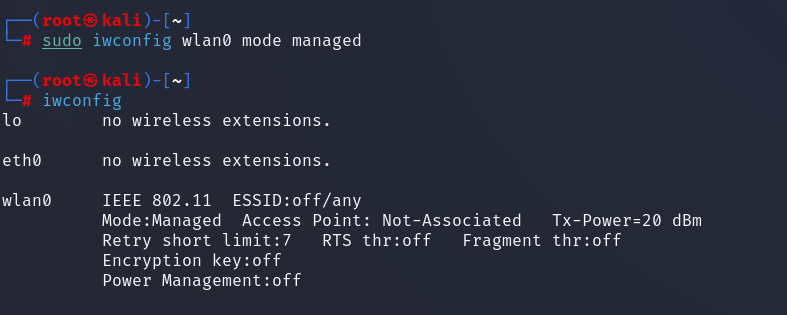 ┌──(root㉿kali)-[~]
└─# sudo iwconfig wlan0 mode managed
┌──(root㉿kali)-[~]
└─# iwconfig
lo        no wireless extensions.
eth0      no wireless extensions.
wlan0     IEEE 802.11  ESSID:off/any
          Mode:Managed  Access Point: Not-Associated   Tx-Power=20 dBm
          Retry short limit:7   RTS thr:off   Fragment thr:off
          Encryption key:off
          Power Management:off